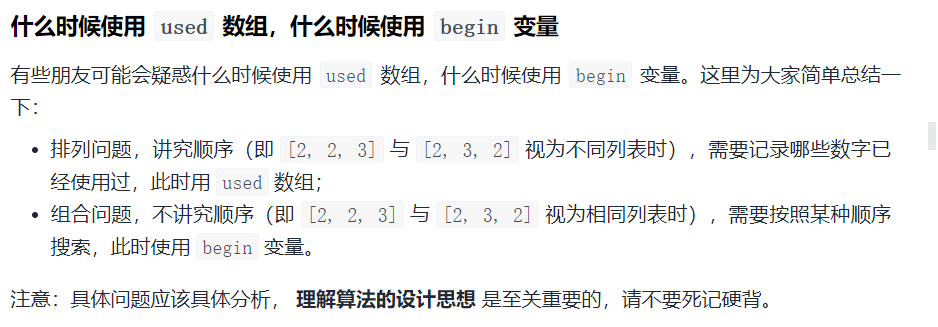 什么时候使用 used 数组，什么时候使用 begin 变量
有些朋友可能会疑惑什么时候使用 used 数组，什么时候使用 begin 变量。这里为大家简单总结一
下：
• 排列问题，讲究顺序（即 [2, 2, 3] 与 [2, 3, 2] 视为不同列表时），需要记录哪些数字已
经使用过，此时用 used 数组；
• 组合问题，不讲究顺序（即 [2, 2, 3] 与 [2, 3, 2] 视为相同列表时），需要按照某种顺序
搜索，此时使用 begin 变量。
注意：具体问题应该具体分析， 理解算法的设计思想 是至关重要的，请不要死记硬背。